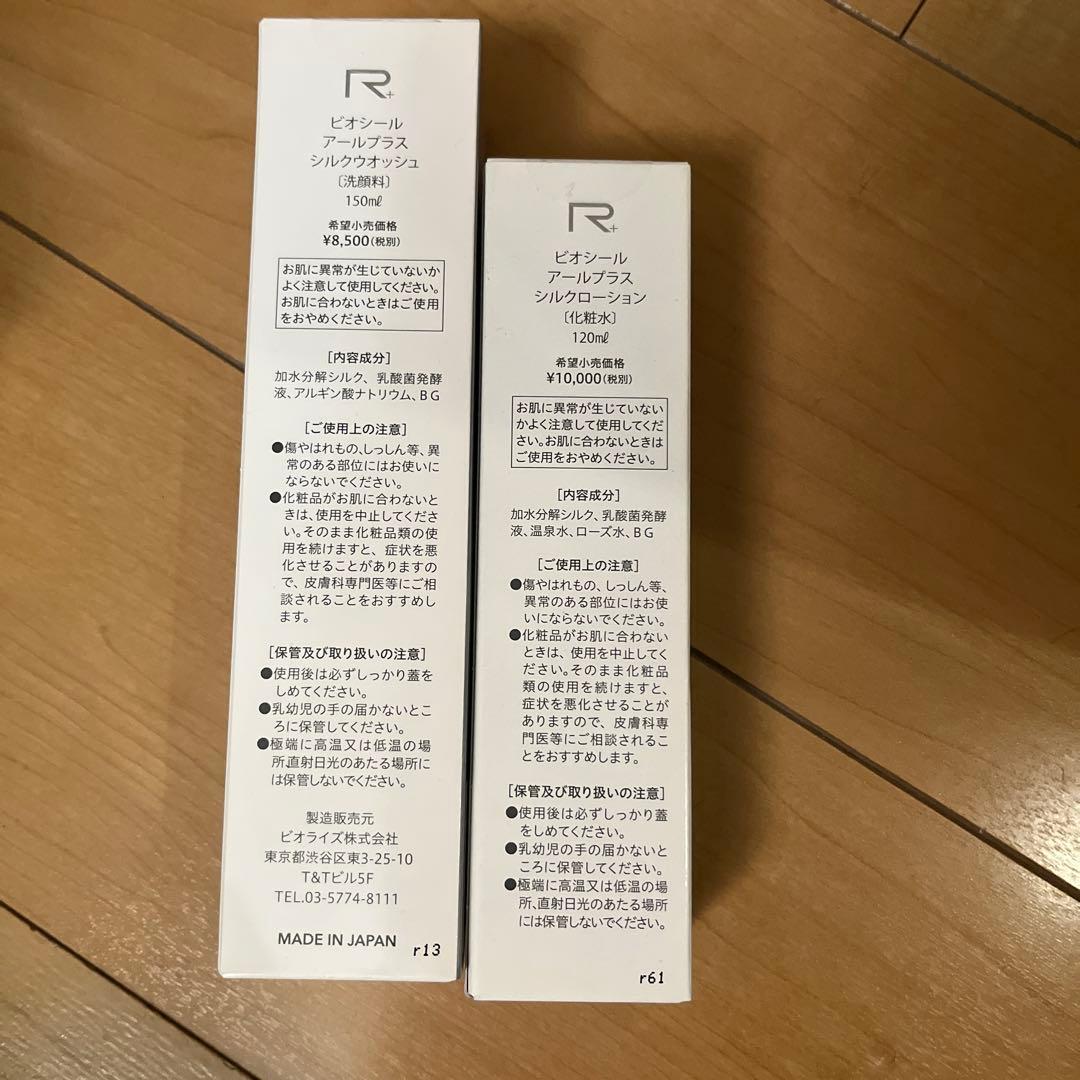 R+
ビオシール
アールプラス
シルクウオッシュ
〔洗顔料〕
150㎖
希望小売価格
¥8,500(税別)
お肌に異常が生じていないか
よく注意して使用してください。
お肌に合わないときはご使用
をおやめください。
[内容成分]
加水分解シルク、乳酸菌発酵
液、アルギン酸ナトリウム、BG
[ご使用上の注意]
●傷やはれもの、しっしん等、異
常のある部位にはお使いに
ならないでください。
●化粧品がお肌に合わないと
きは、使用を中止してくださ
い。そのまま化粧品類の使
用を続けますと、症状を悪
化させることがありますの
で、皮膚科専門医等にご相
談されることをおすすめし
ます。
[保管及び取り扱いの注意]
●使用後は必ずしっかり蓋を
しめてください。
●乳幼児の手の届かないとこ
ろに保管してください。
●極端に高温又は低温の場
所、直射日光のあたる場所に
は保管しないでください。
製造販売元
ビオライズ株式会社
東京都渋谷区東3-25-10
T&Tビル5F
TEL.03-5774-8111
MADE IN JAPAN
r13
R+
ビオシール
アールプラス
シルクローション
〔化粧水〕
120㎖
希望小売価格
¥10,000(税別)
お肌に異常が生じていない
かよく注意して使用してくだ
さい。お肌に合わないときは
ご使用をおやめください。
[内容成分]
加水分解シルク、乳酸菌発酵
液、温泉水、ローズ水、BG
[ご使用上の注意]
●傷やはれもの、しっしん等、
異常のある部位にはお使
いにならないでください。
●化粧品がお肌に合わない
ときは、使用を中止してく
ださい。そのまま化粧品
類の使用を続けますと、
症状を悪化させることが
ありますので、皮膚科専
門医等にご相談されるこ
とをおすすめします。
[保管及び取り扱いの注意]
●使用後は必ずしっかり蓋
をしめてください。
●乳幼児の手の届かないと
ころに保管してください。
●極端に高温又は低温の場
所、直射日光のあたる場所
には保管しないでください。
r61